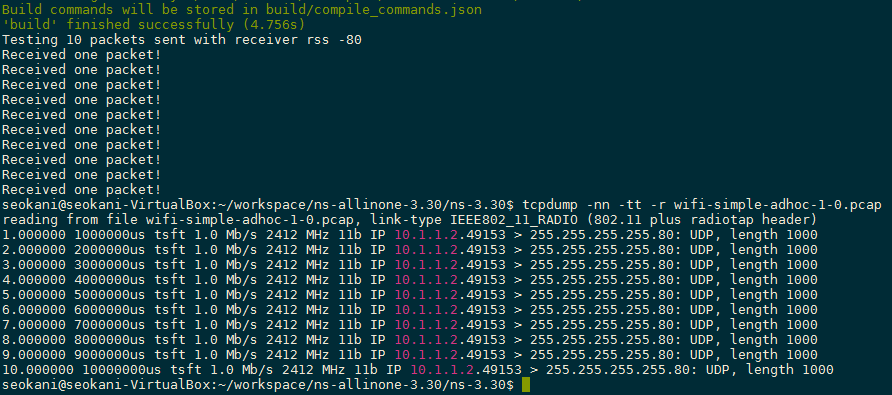 Build commands will be stored in build/compile_commands.json
'build' finished successfully (4.756s)
Testing 10 packets sent with receiver rss -80
Received one packet!
Received one packet!
Received one packet!
Received one packet!
Received one packet!
Received one packet!
Received one packet!
Received one packet!
Received one packet!
Received one packet!
seokani@seokani-VirtualBox:~/workspace/ns-allinone-3.30/ns-3.30$ tcpdump -nn -tt -r wifi-simple-adhoc-1-0.pcap
reading from file wifi-simple-adhoc-1-0.pcap, link-type IEEE802_11_RADIO (802.11 plus radiotap header)
1.000000 1000000us tsft 1.0 Mb/s 2412 MHz 11b IP 10.1.1.2.49153 > 255.255.255.255.80: UDP, length 1000
2.000000 2000000us tsft 1.0 Mb/s 2412 MHz 11b IP 10.1.1.2.49153 > 255.255.255.255.80: UDP, length 1000
3.000000 3000000us tsft 1.0 Mb/s 2412 MHz 11b IP 10.1.1.2.49153 > 255.255.255.255.80: UDP, length 1000
4.000000 4000000us tsft 1.0 Mb/s 2412 MHz 11b IP 10.1.1.2.49153 > 255.255.255.255.80: UDP, length 1000
5.000000 5000000us tsft 1.0 Mb/s 2412 MHz 11b IP 10.1.1.2.49153 > 255.255.255.255.80: UDP, length 1000
6.000000 6000000us tsft 1.0 Mb/s 2412 MHz 11b IP 10.1.1.2.49153 > 255.255.255.255.80: UDP, length 1000
7.000000 7000000us tsft 1.0 Mb/s 2412 MHz 11b IP 10.1.1.2.49153 > 255.255.255.255.80: UDP, length 1000
8.000000 8000000us tsft 1.0 Mb/s 2412 MHz 11b IP 10.1.1.2.49153 > 255.255.255.255.80: UDP, length 1000
9.000000 9000000us tsft 1.0 Mb/s 2412 MHz 11b IP 10.1.1.2.49153 > 255.255.255.255.80: UDP, length 1000
10.000000 10000000us tsft 1.0 Mb/s 2412 MHz 11b IP 10.1.1.2.49153 > 255.255.255.255.80: UDP, length 1000
seokani@seokani-VirtualBox:~/workspace/ns-allinone-3.30/ns-3.30$